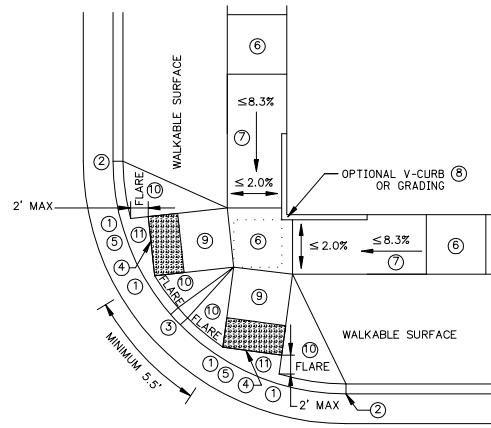 6
WALKABLE SURFACE
≤8.3%
7
2
FLARE
10
≤2.0%
OPTIONAL V-CURB 8
OR GRADING
2' MAX
1
5
11
9
6
≤2.0%
≤8.3%
7
6
4
1
10
FLARE
9
3
10
FLARE
WALKABLE SURFACE
MINIMUM 5.5'
10
FLARE
11
1
5
4
1
2' MAX
2